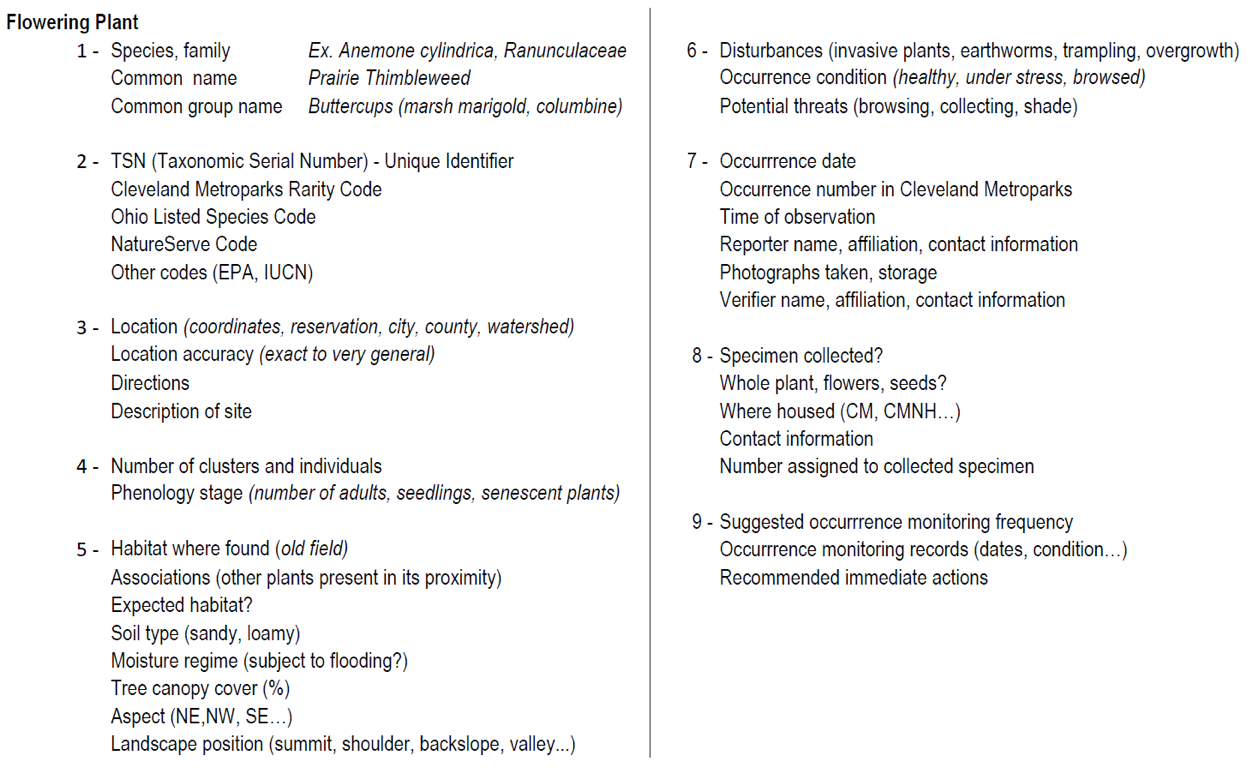 Flowering Plant
1 - Species, family Ex. Anemone cylindrica, Ranunculaceae
Common name Prairie Thimbleweed
Common group name Buttercups (marsh marigold, columbine)
2 - TSN (Taxonomic Serial Number) - Unique Identifier
Cleveland Metroparks Rarity Code
Ohio Listed Species Code
NatureServe Code
Other codes (EPA, IUCN)
3 - Location (coordinates, reservation, city, county, watershed)
Location accuracy (exact to very general)
Directions
Description of site
4 - Number of clusters and individuals
Phenology stage (number of adults, seedlings, senescent plants)
5 - Habitat where found (old field)
Associations (other plants present in its proximity)
Expected habitat?
Soil type (sandy, loamy)
Moisture regime (subject to flooding?)
Tree canopy cover (%)
Aspect (NE,NW, SE...)
Landscape position (summit, shoulder, backslope, valley...)
6 - Disturbances (invasive plants, earthworms, trampling, overgrowth)
Occurrence condition (healthy, under stress, browsed)
Potential threats (browsing, collecting, shade)
7 - Occurrrence date
Occurrence number in Cleveland Metroparks
Time of observation
Reporter name, affiliation, contact information
Photographs taken, storage
Verifier name, affiliation, contact information
8 - Specimen collected?
Whole plant, flowers, seeds?
Where housed (CM, CMNH...)
Contact information
Number assigned to collected specimen
9 - Suggested occurrrence monitoring frequency
Occurrrence monitoring records (dates, condition...)
Recommended immediate actions